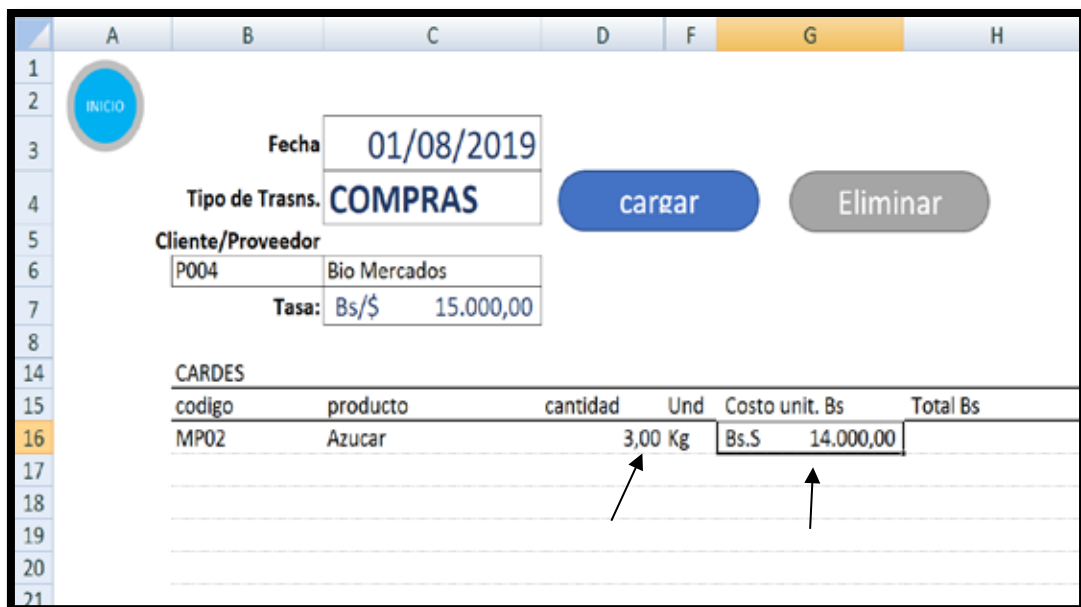 A B C D F G H
1
2 INICIO
3 Fecha 01/08/2019
4 Tipo de Trasns. COMPRAS cargar Eliminar
5 Cliente/Proveedor
6 P004 Bio Mercados
7 Tasa: Bs/$ 15.000,00
8
14 CARDES
15 codigo producto cantidad Und Costo unit. Bs Total Bs
16 MP02 Azucar 3,00 Kg Bs.S 14.000,00
17
18
19
20
21